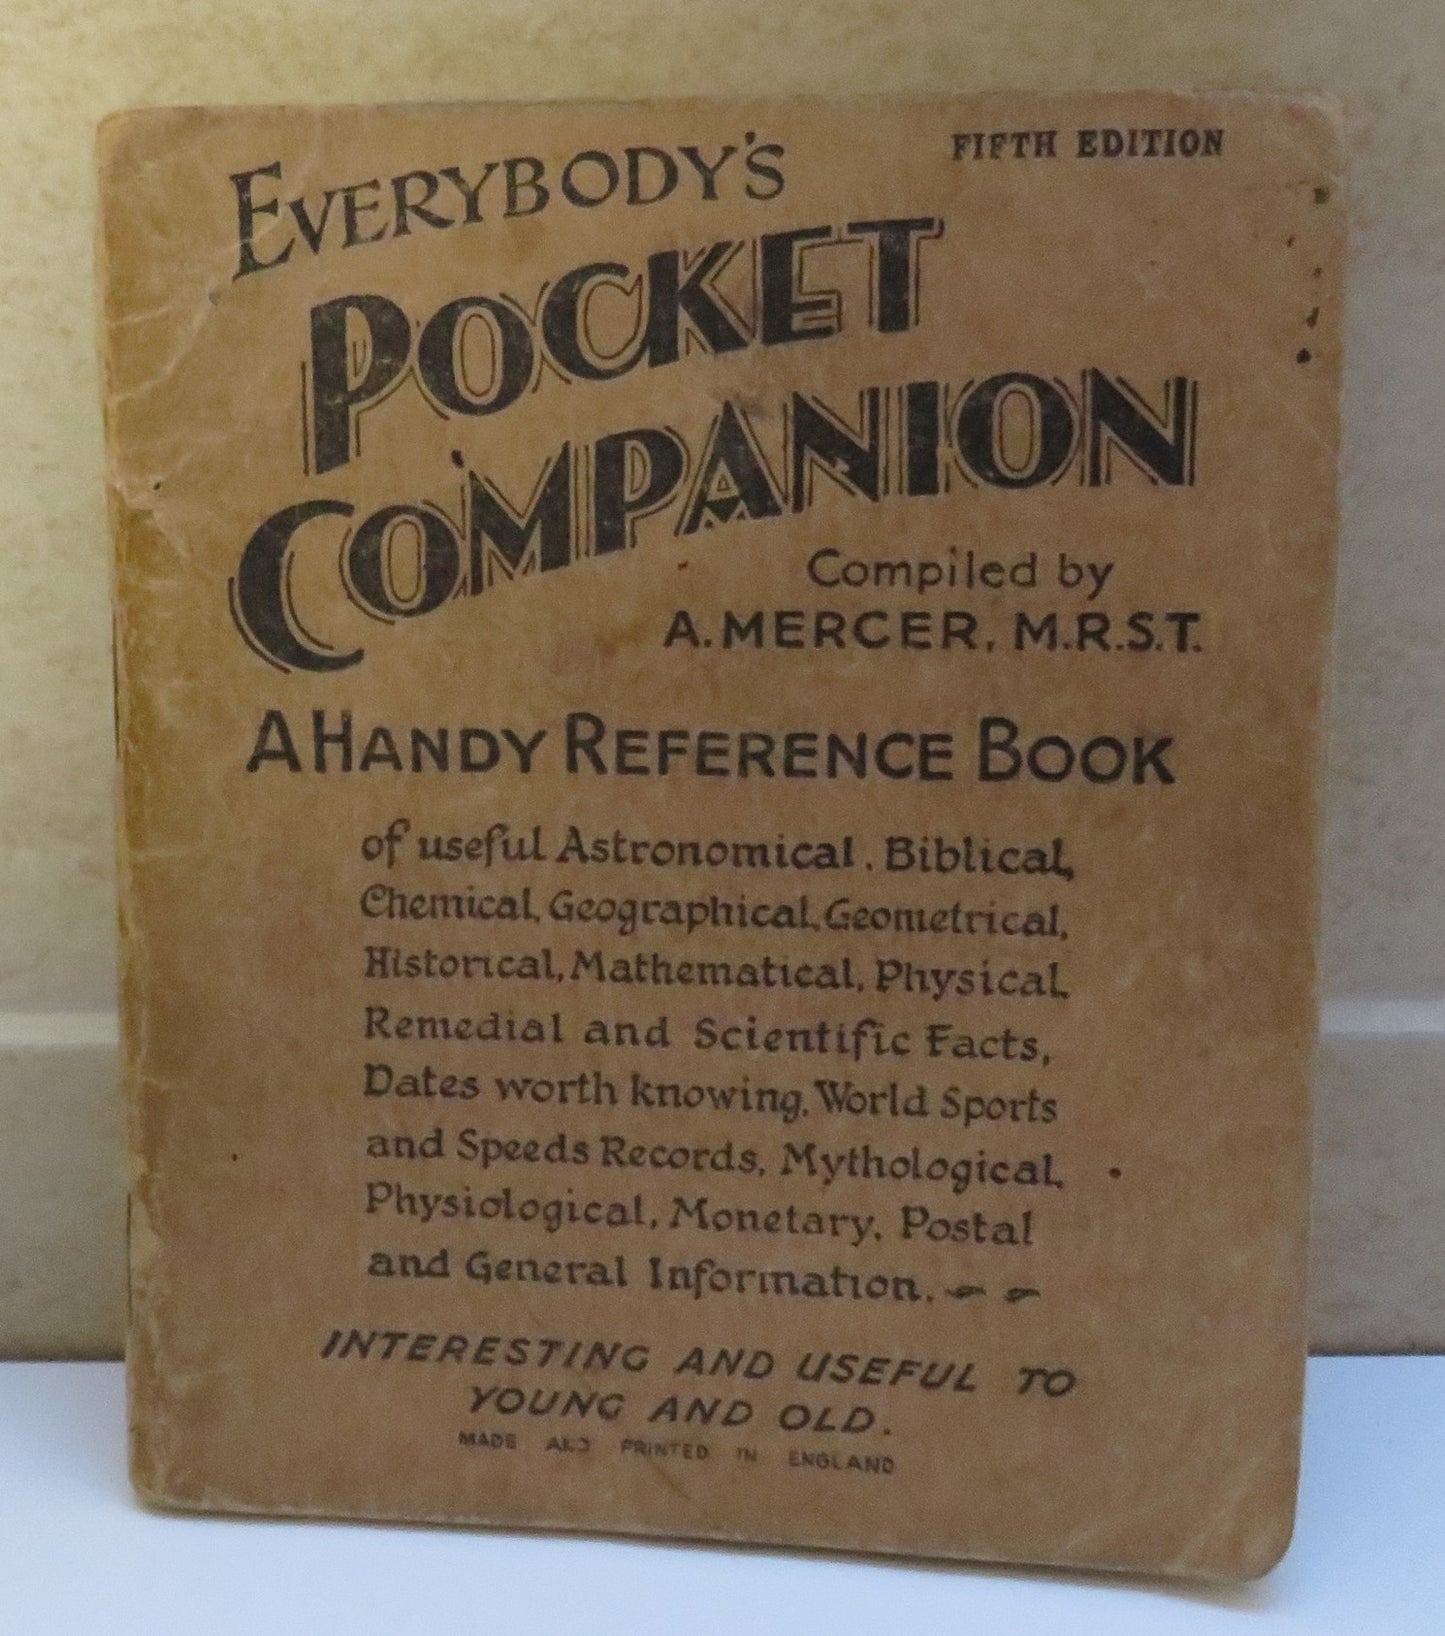 FIFTH EDITION
EVERYBODY'S
POCKET
COMPANION
Compiled by
A. MERCER, M.R.S.T.
A HANDY REFERENCE BOOK
of useful Astronomical, Biblical,
Chemical, Geographical, Geometrical,
Historical, Mathematical, Physical,
Remedial and Scientific Facts,
Dates worth knowing, World Sports
and Speeds Records, Mythological,
Physiological, Monetary, Postal
and General Information.
INTERESTING AND USEFUL TO
YOUNG AND OLD.
MADE AND PRINTED IN ENGLAND